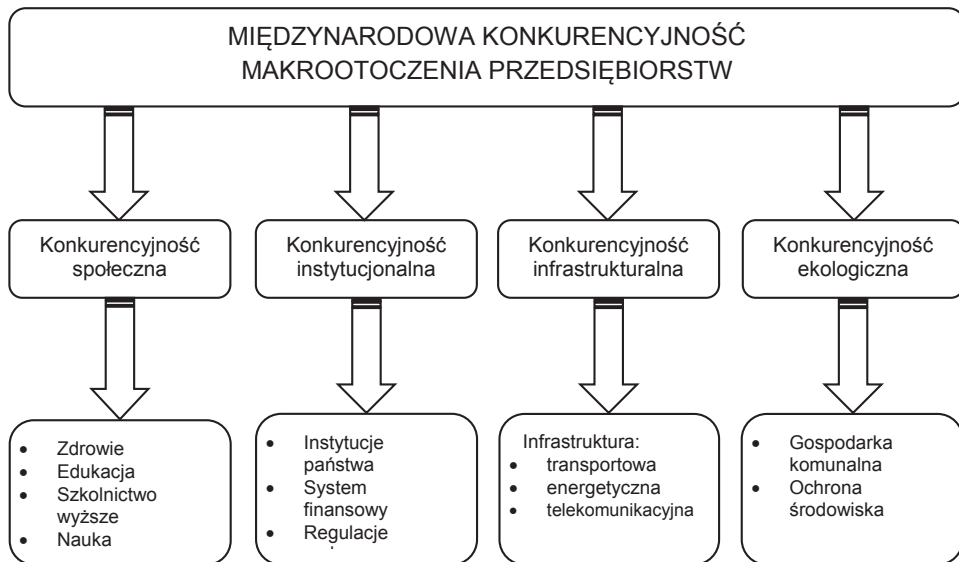 MIĘDZYNARODOWA KONKURENCYJNOŚĆ
MAKROOTOCZENIA PRZEDSIĘBIORSTW
Konkurencyjność
społeczna
Konkurencyjność
instytucjonalna
Konkurencyjność
infrastrukturalna
Konkurencyjność
ekologiczna
• Zdrowie
• Edukacja
• Szkolnictwo
wyższe
• Nauka
• Instytucje
państwa
• System
finansowy
• Regulacje
Infrastruktura:
• transportowa
• energetyczna
• telekomunikacyjna
• Gospodarka
komunalna
• Ochrona
środowiska